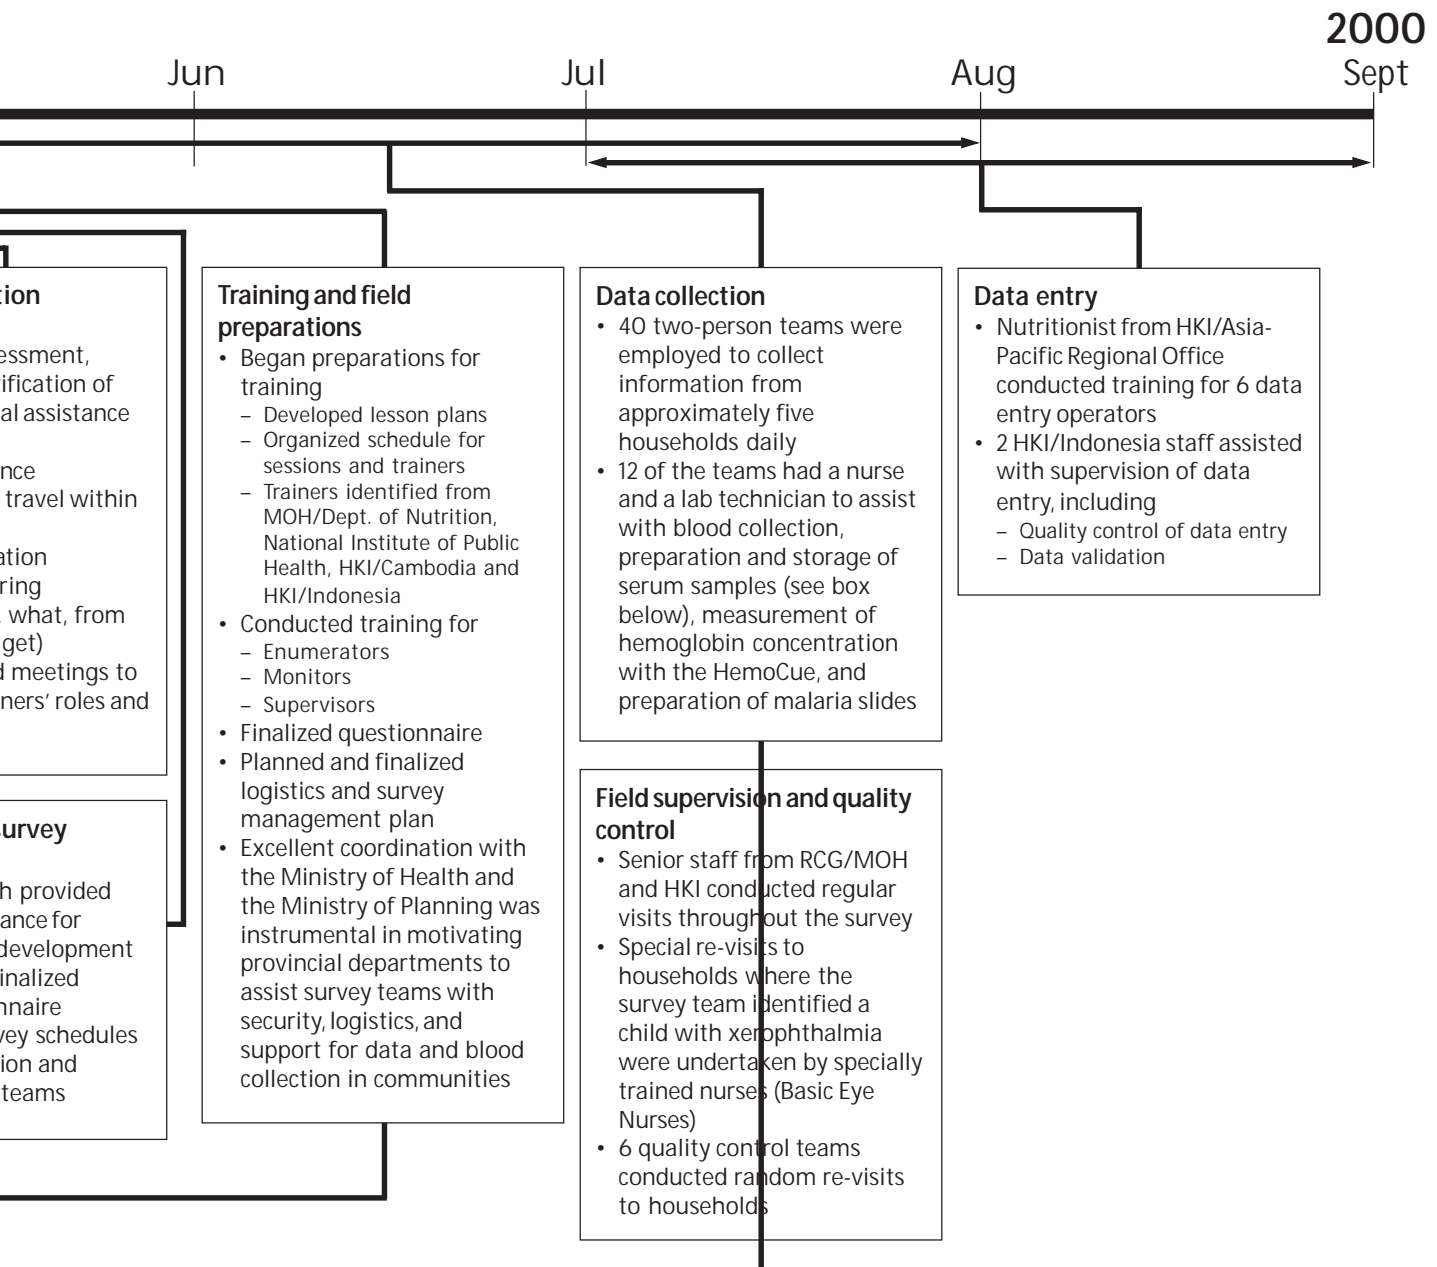 2000
Jun Jul Aug Sept
tion
essment,
ification of
al assistance
nce
travel within
ation
ring
what, from
get)
d meetings to
ners' roles and
survey
h provided
ance for
development
inalized
nnaire
vey schedules
ion and
teams
Training and field
preparations
• Began preparations for
training
– Developed lesson plans
– Organized schedule for
sessions and trainers
– Trainers identified from
MOH/Dept. of Nutrition,
National Institute of Public
Health, HKI/Cambodia and
HKI/Indonesia
• Conducted training for
– Enumerators
– Monitors
– Supervisors
• Finalized questionnaire
• Planned and finalized
logistics and survey
management plan
• Excellent coordination with
the Ministry of Health and
the Ministry of Planning was
instrumental in motivating
provincial departments to
assist survey teams with
security, logistics, and
support for data and blood
collection in communities
Data collection
• 40 two-person teams were
employed to collect
information from
approximately five
households daily
• 12 of the teams had a nurse
and a lab technician to assist
with blood collection,
preparation and storage of
serum samples (see box
below), measurement of
hemoglobin concentration
with the HemoCue, and
preparation of malaria slides
Field supervision and quality
control
• Senior staff from RCG/MOH
and HKI conducted regular
visits throughout the survey
• Special re-visits to
households where the
survey team identified a
child with xerophthalmia
were undertaken by specially
trained nurses (Basic Eye
Nurses)
• 6 quality control teams
conducted random re-visits
to households
Data entry
• Nutritionist from HKI/Asia-
Pacific Regional Office
conducted training for 6 data
entry operators
• 2 HKI/Indonesia staff assisted
with supervision of data
entry, including
– Quality control of data entry
– Data validation